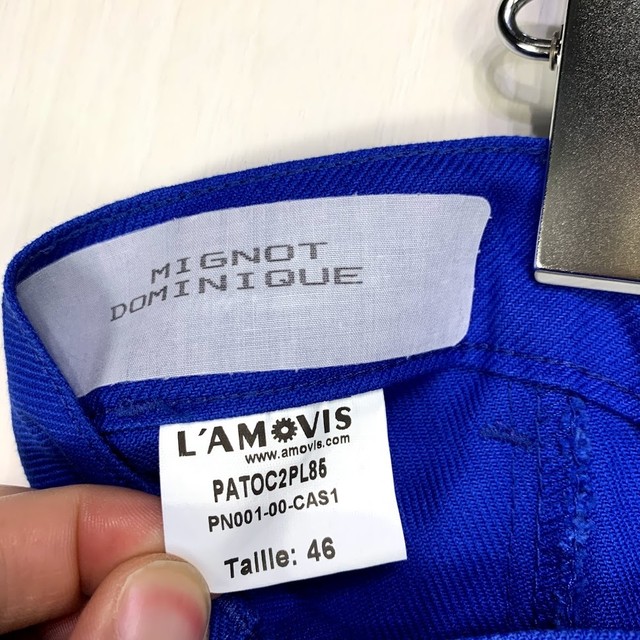 MIGNOT
DOMINIQUE
L'AMOVIS
www.amovis.com
PATOC2PL85
PN001-00-CAS1
Taille: 46